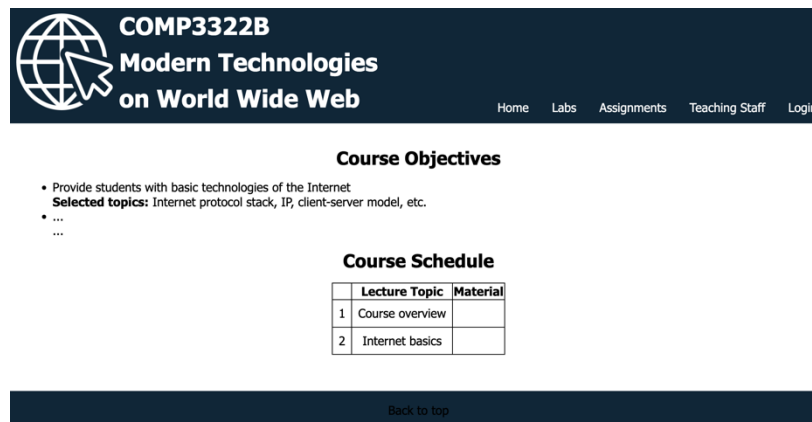 COMP3322B
Modern Technologies
on World Wide Web
Home Labs Assignments Teaching Staff Login
Course Objectives
• Provide students with basic technologies of the Internet
Selected topics: Internet protocol stack, IP, client-server model, etc.
• ...
...
Course Schedule
Lecture Topic Material
1 Course overview
2 Internet basics
Back to top